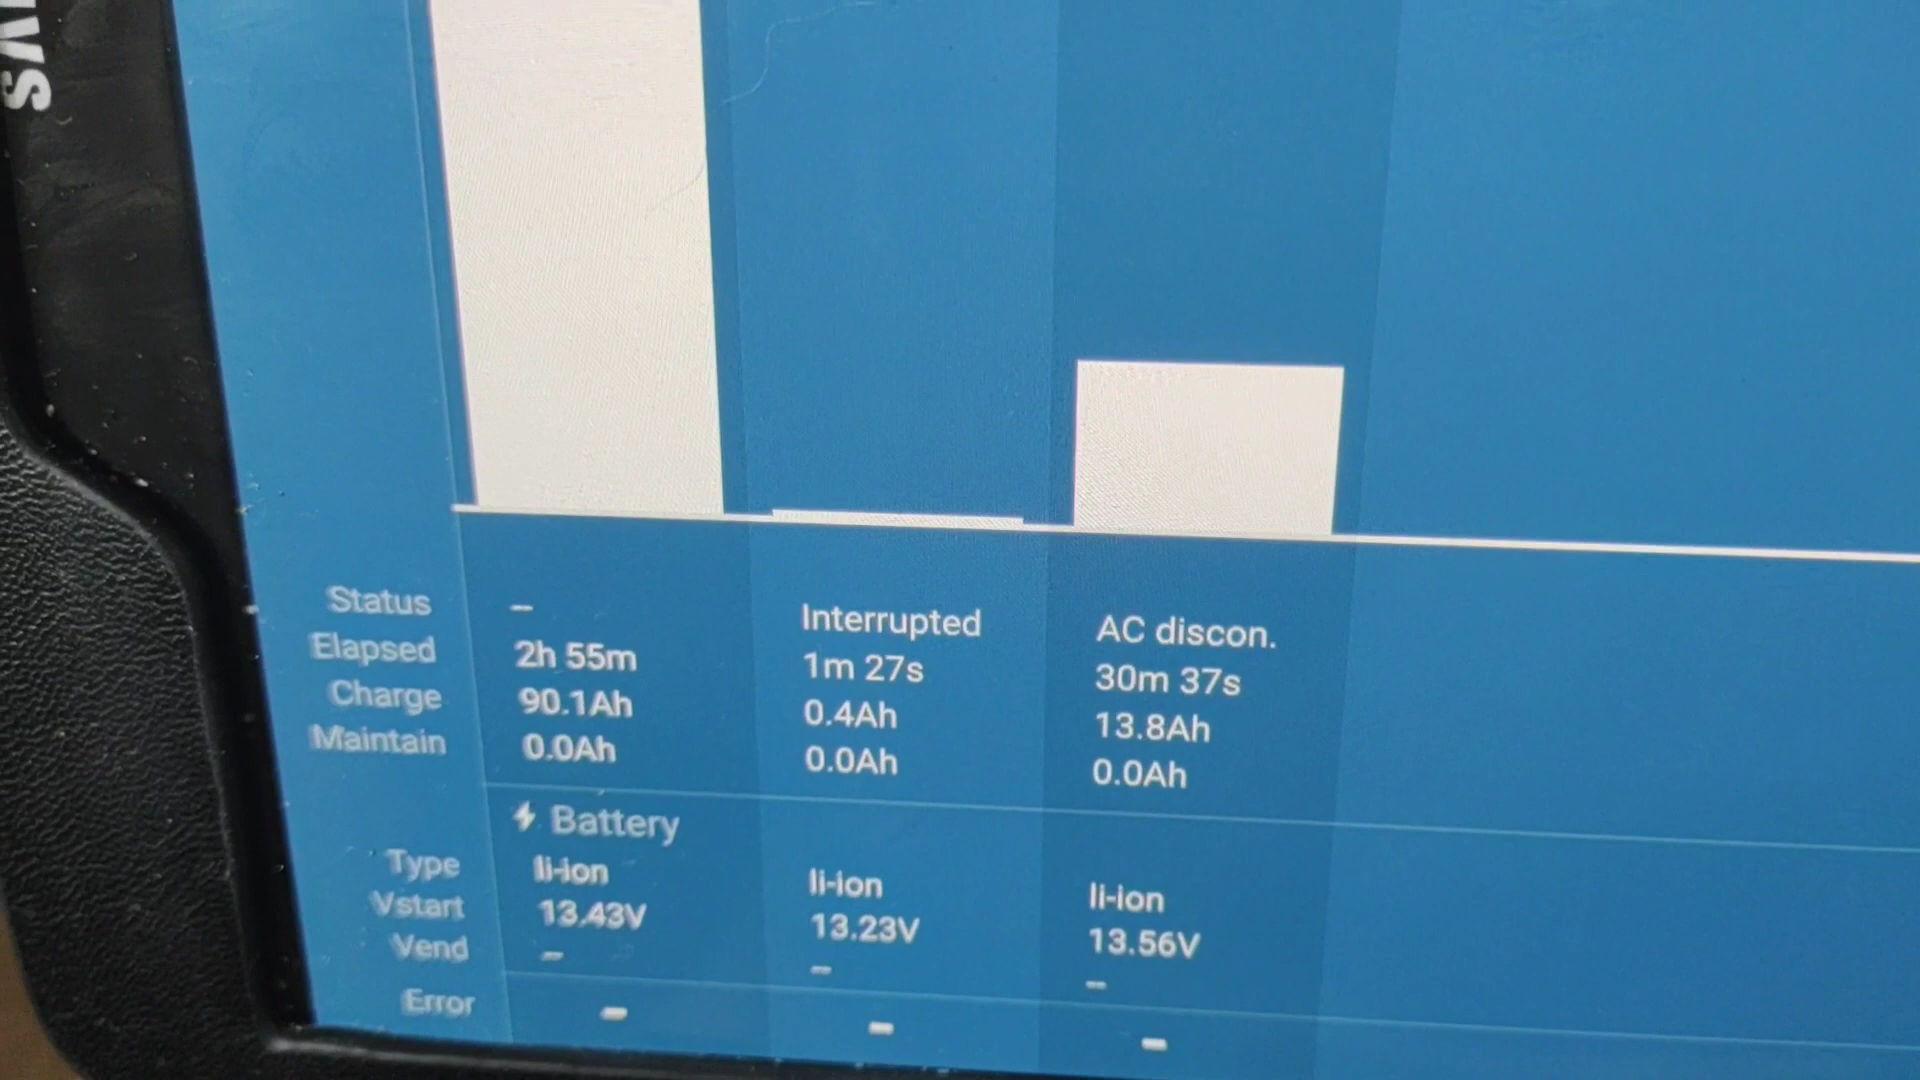 SAMS
Status – Interrupted AC discon.
Elapsed 2h 55m 1m 27s 30m 37s
Charge 90.1Ah 0.4Ah 13.8Ah
Maintain 0.0Ah 0.0Ah 0.0Ah
Battery
Type li-ion li-ion li-ion
Vstart 13.43V 13.23V 13.56V
Vend – – –
Error – – –